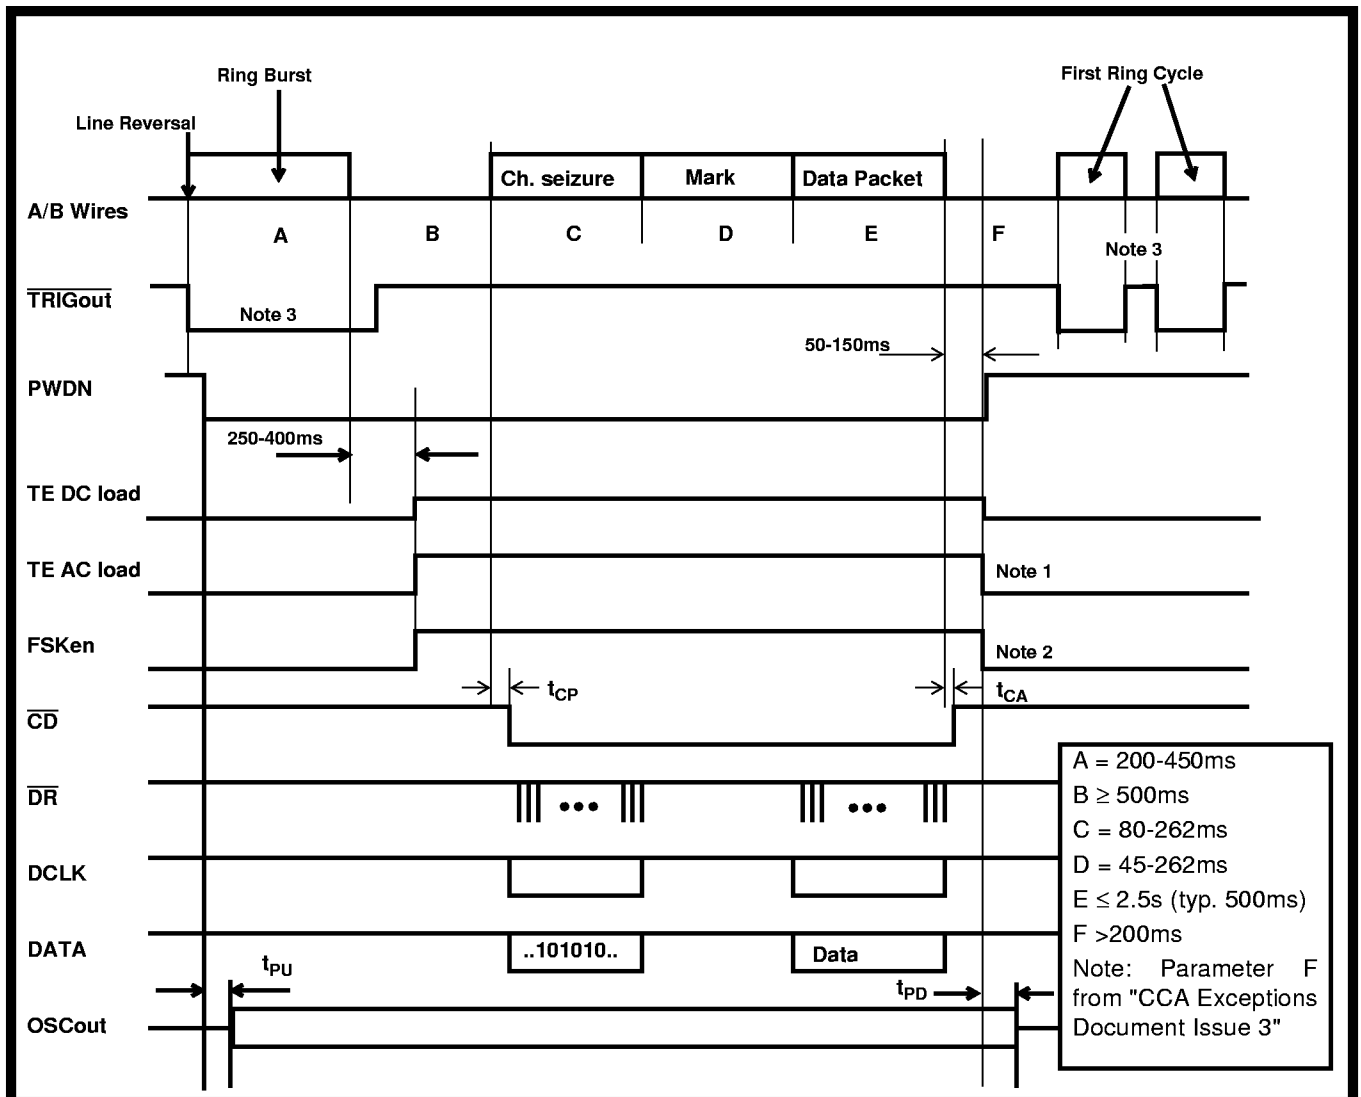 Ring Burst
First Ring Cycle
Line Reversal
Ch. seizure
Mark
Data Packet
A/B Wires
A
B
C
D
E
F
Note 3
TRIGout
Note 3
50-150ms
PWDN
250-400ms
TE DC load
TE AC load
Note 1
FSKen
Note 2
tCP
tCA
CD
DR
DCLK
DATA
..101010..
Data
tPU
tPD
OSCout
A = 200-450ms
B ≥ 500ms
C = 80-262ms
D = 45-262ms
E ≤ 2.5s (typ. 500ms)
F >200ms
Note: Parameter F
from "CCA Exceptions
Document Issue 3"